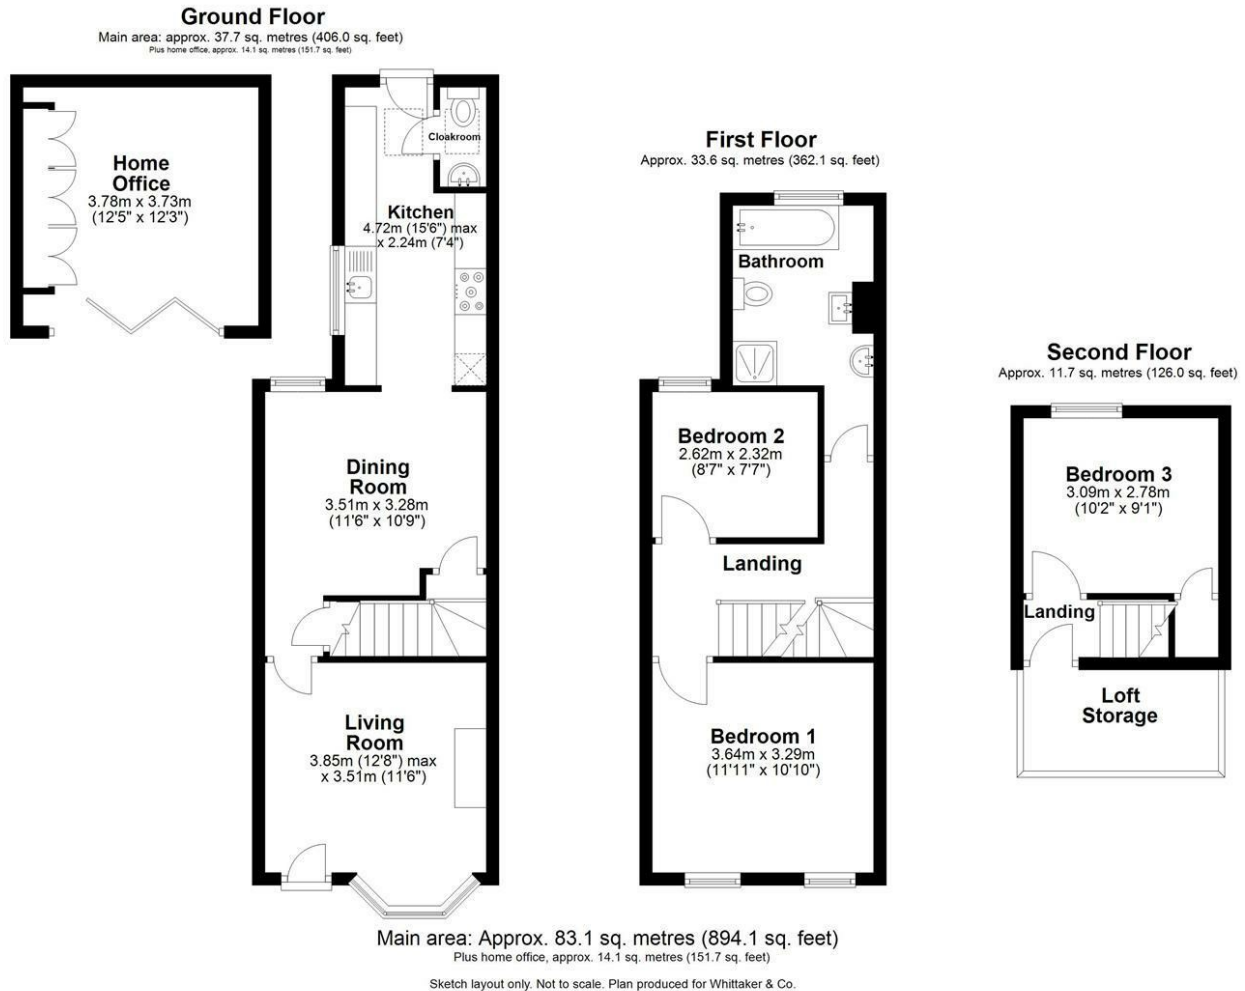 Ground Floor
Main area: approx. 37.7 sq. metres (406.0 sq. feet)
Plus home office, approx. 14.1 sq. metres (151.7 sq. feet)
Home
Office
3.78m x 3.73m
(12'5" x 12'3")
Cloakroom
Kitchen
4.72m (15'6") max
x 2.24m (7'4")
Dining
Room
3.51m x 3.28m
(11'6" x 10'9")
Living
Room
3.85m (12'8") max
x 3.51m (11'6")
First Floor
Approx. 33.6 sq. metres (362.1 sq. feet)
Bathroom
Bedroom 2
2.62m x 2.32m
(8'7" x 7'7")
Landing
Bedroom 1
3.64m x 3.29m
(11'11" x 10'10")
Second Floor
Approx. 11.7 sq. metres (126.0 sq. feet)
Bedroom 3
3.09m x 2.78m
(10'2" x 9'1")
Landing
Loft
Storage
Main area: Approx. 83.1 sq. metres (894.1 sq. feet)
Plus home office, approx. 14.1 sq. metres (151.7 sq. feet)
Sketch layout only. Not to scale. Plan produced for Whittaker & Co.